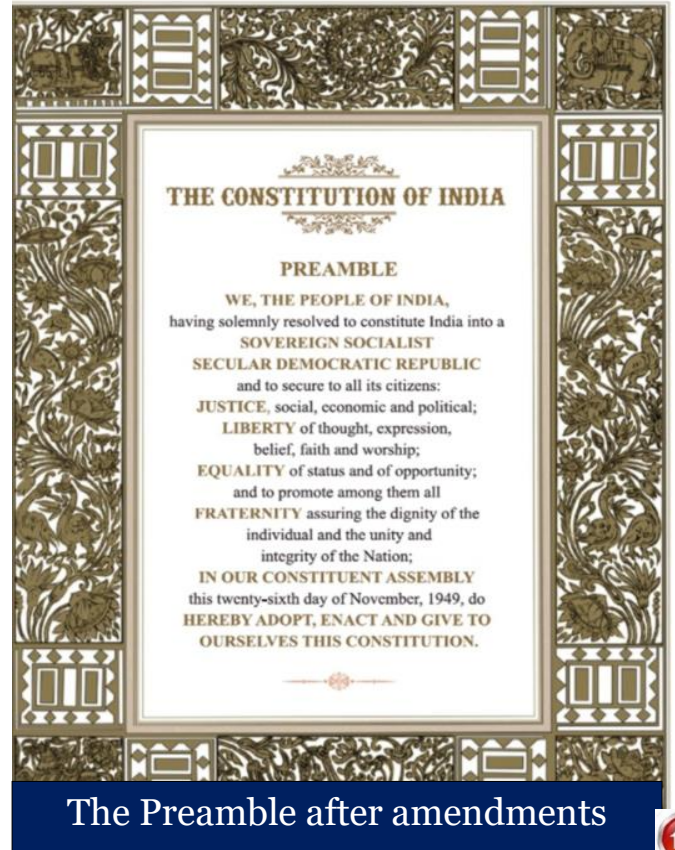 THE CONSTITUTION OF INDIA
PREAMBLE
WE, THE PEOPLE OF INDIA,
having solemnly resolved to constitute India into a
SOVEREIGN SOCIALIST
SECULAR DEMOCRATIC REPUBLIC
and to secure to all its citizens:
JUSTICE, social, economic and political;
LIBERTY of thought, expression,
belief, faith and worship;
EQUALITY of status and of opportunity;
and to promote among them all
FRATERNITY assuring the dignity of the
individual and the unity and
integrity of the Nation;
IN OUR CONSTITUENT ASSEMBLY
this twenty-sixth day of November, 1949, do
HEREBY ADOPT, ENACT AND GIVE TO
OURSELVES THIS CONSTITUTION.
The Preamble after amendments